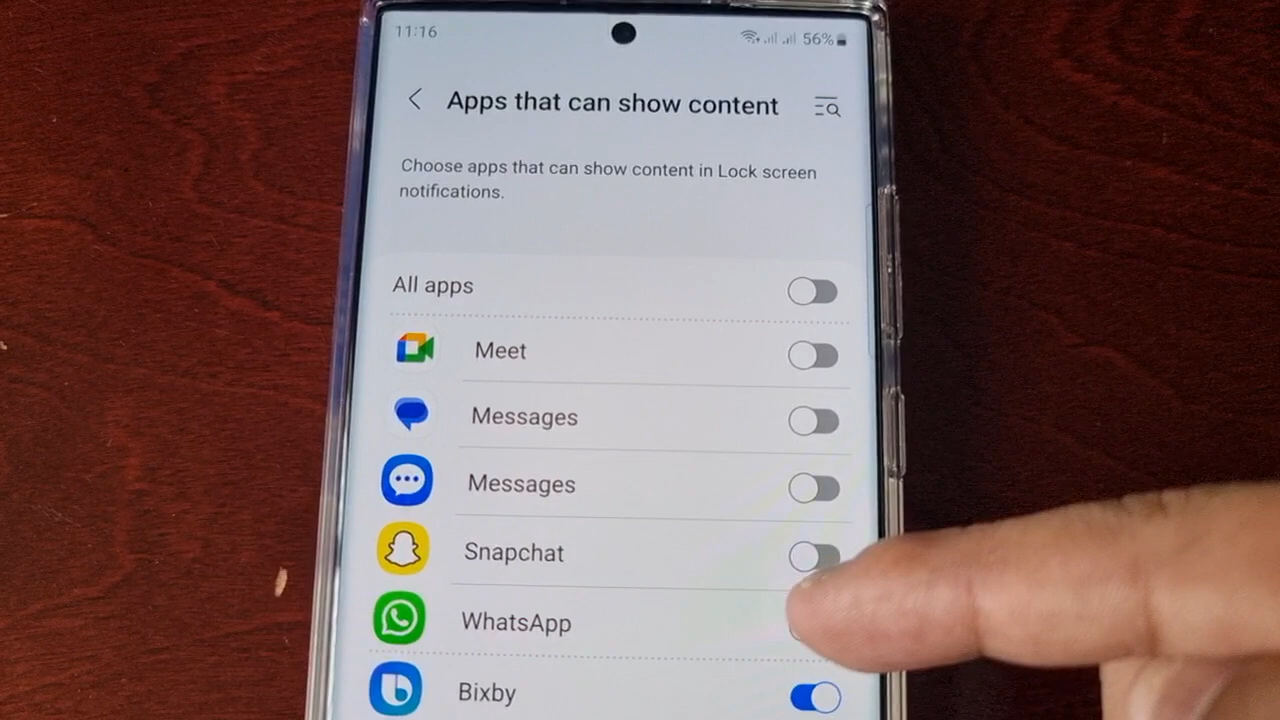 11:16
56%
Apps that can show content
Choose apps that can show content in Lock screen
notifications.
All apps
Meet
Messages
Messages
Snapchat
WhatsApp
Bixby